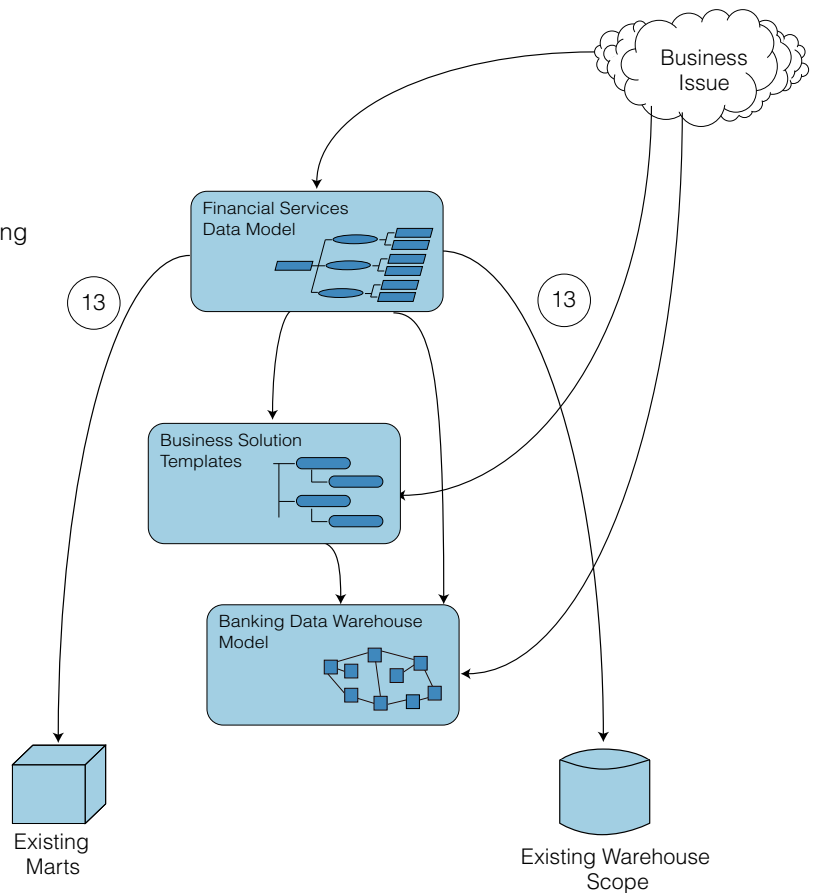 Business
Issue
Financial Services
Data Model
ng
13
13
Business Solution
Templates
Banking Data Warehouse
Model
Existing
Marts
Existing Warehouse
Scope